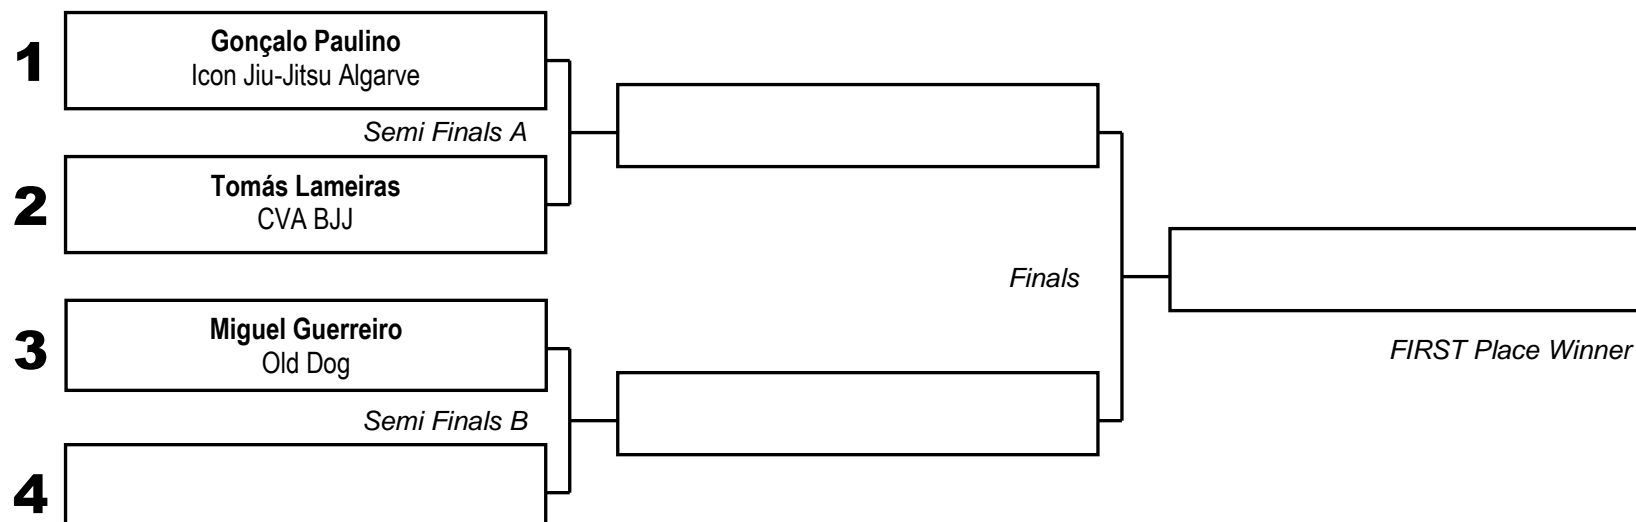 1
Gonçalo Paulino
Icon Jiu-Jitsu Algarve
Semi Finals A
2
Tomás Lameiras
CVA BJJ
Finals
3
Miguel Guerreiro
Old Dog
FIRST Place Winner
Semi Finals B
4